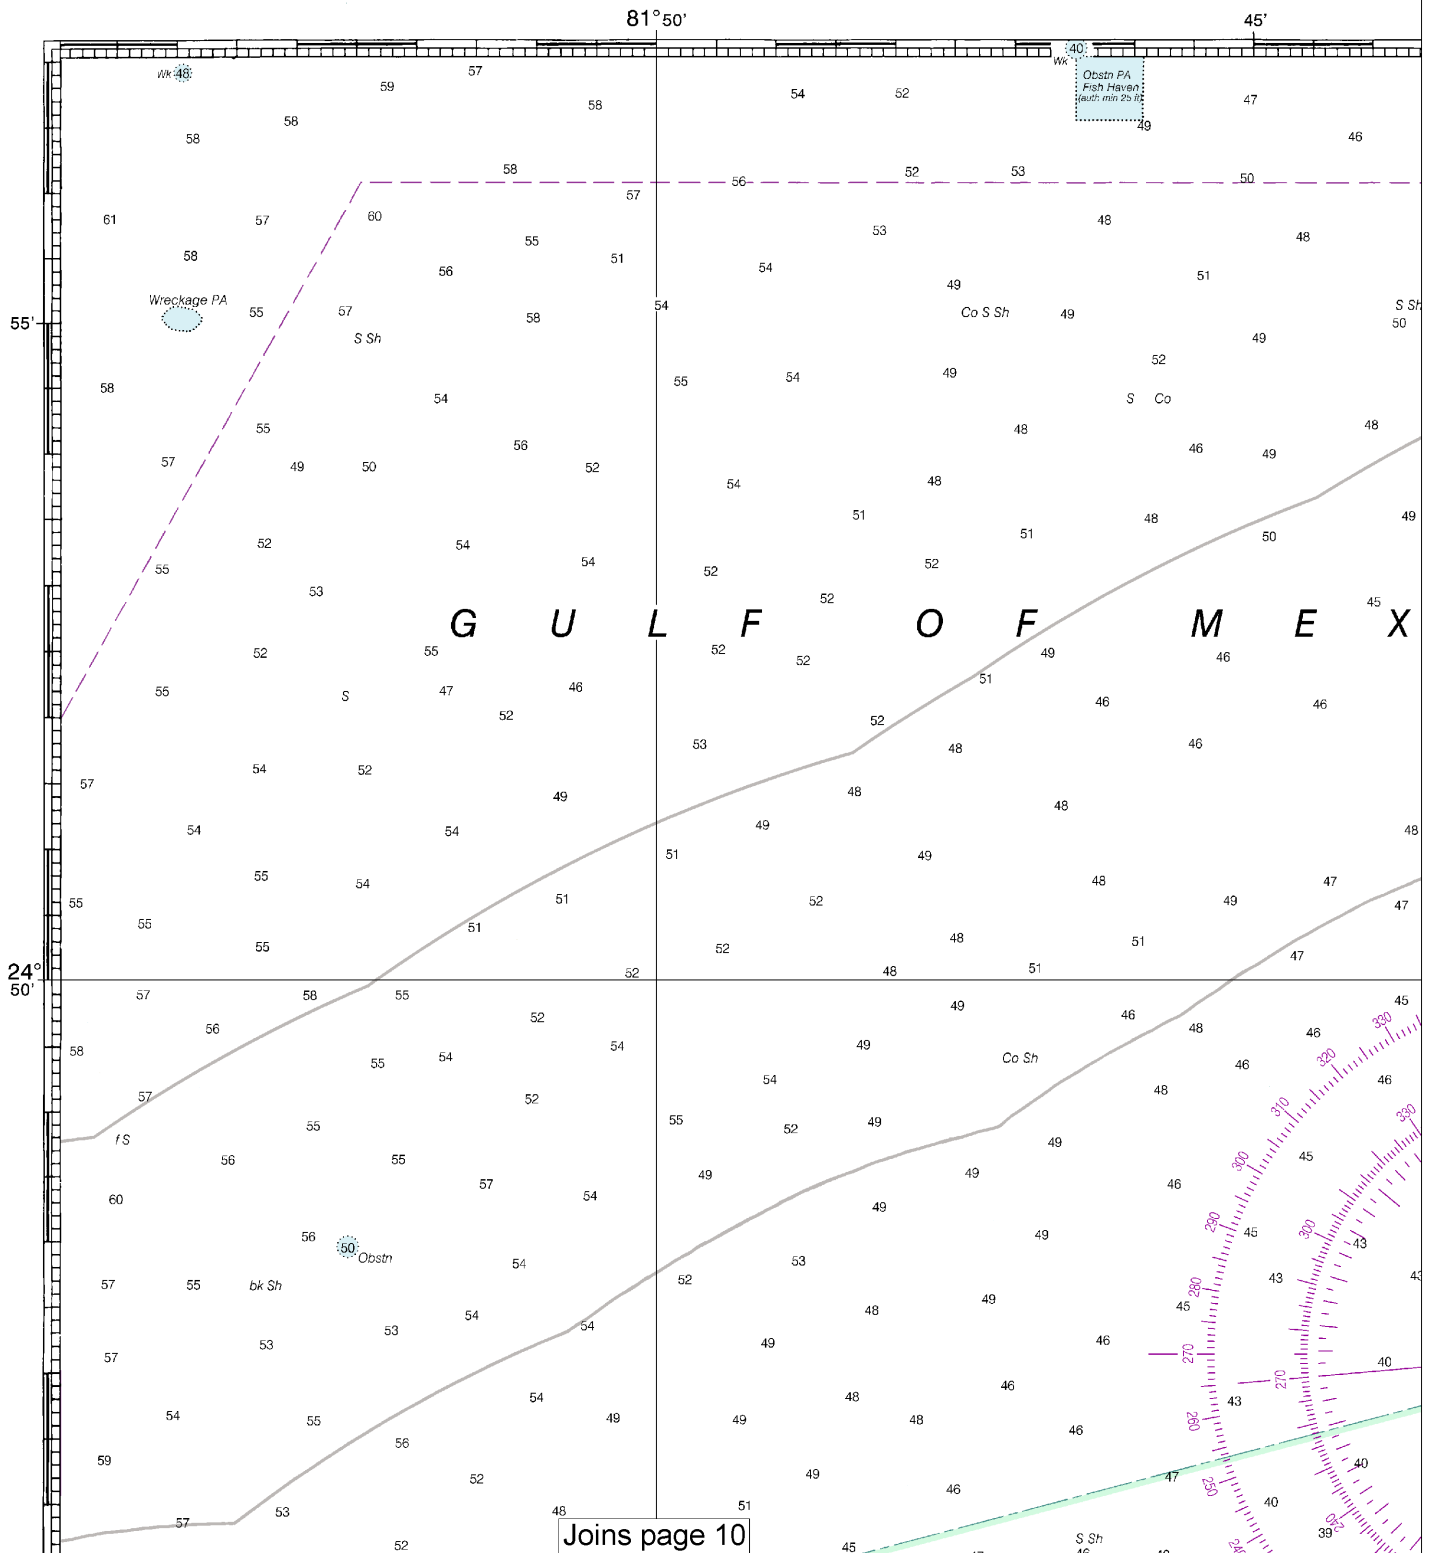 81°50' 45'
40
Wk 48 59 57 58 54 52 Wk Obstn PA 47
Fish Haven
(auth min 25 ft)
58 58 49 46
58 57 56 52 53 50
61 57 60 55 53 48 48
58 56 51 54 49 51
Wreckage PA 55 57 58 54 Co S Sh 49 S Sh
55' S Sh 49 50
58 54 55 54 49 52
S Co
55 56 48 46 49 48
57 49 50 52 54 48
51 51 48 50 49
52 54 54 52 52
55 53 52 45
G U L F O F M E X
52 55 52 52 49 46
55 S 47 46 51
52 52 46 46
54 52 53 48 46
57 49 48 48
54 54 49 48
51 49
55 54 48 47
55 51 52 49 47
55 51
55 52 48 51 47
24° 52 48 51
50' 57 58 55 49 45
56 52 46 48 46 330
58 55 54 54 49 Co Sh 46 320
57 52 54 48 46 310
55 55 52 49 330
f S 56 55 49 45 300
60 57 54 49 49 46
56 49 49 45 290 300 43
50 Obstn 54 53
57 55 bk Sh 52 43 43
280
54 48 49 45
53 53 54 49 46
57 270 40
270
54 46 43
54 55 49 49 48 48 260
56 46
59 52 49 46 47 250 40
57 53 48 51 40
Joins page 10 39 240
52 45 S Sh 240